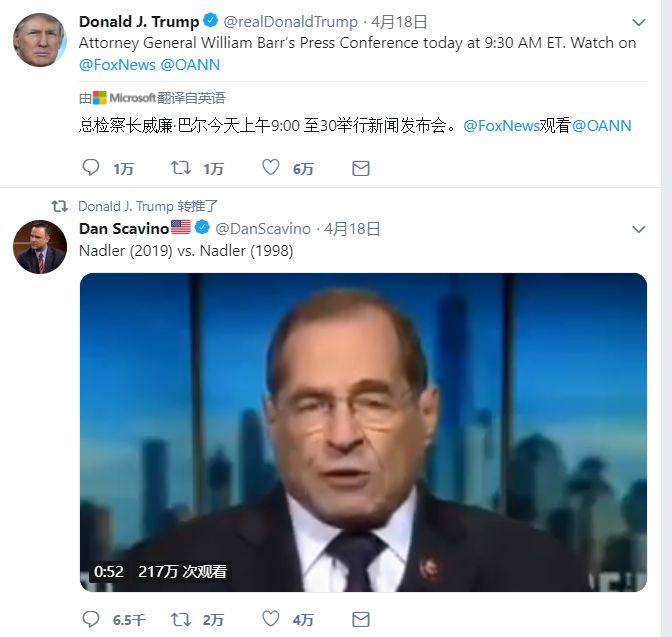 Donald J. Trump @realDonaldTrump · 4月18日
Attorney General William Barr's Press Conference today at 9:30 AM ET. Watch on
@FoxNews @OANN
由 Microsoft 翻译自英语
总检察长威廉·巴尔今天上午9:00 至30举行新闻发布会。@FoxNews观看@OANN
1万 1万 6万
Donald J. Trump 转推了
Dan Scavino @DanScavino · 4月18日
Nadler (2019) vs. Nadler (1998)
0:52 217万 次观看
6.5千 2万 4万